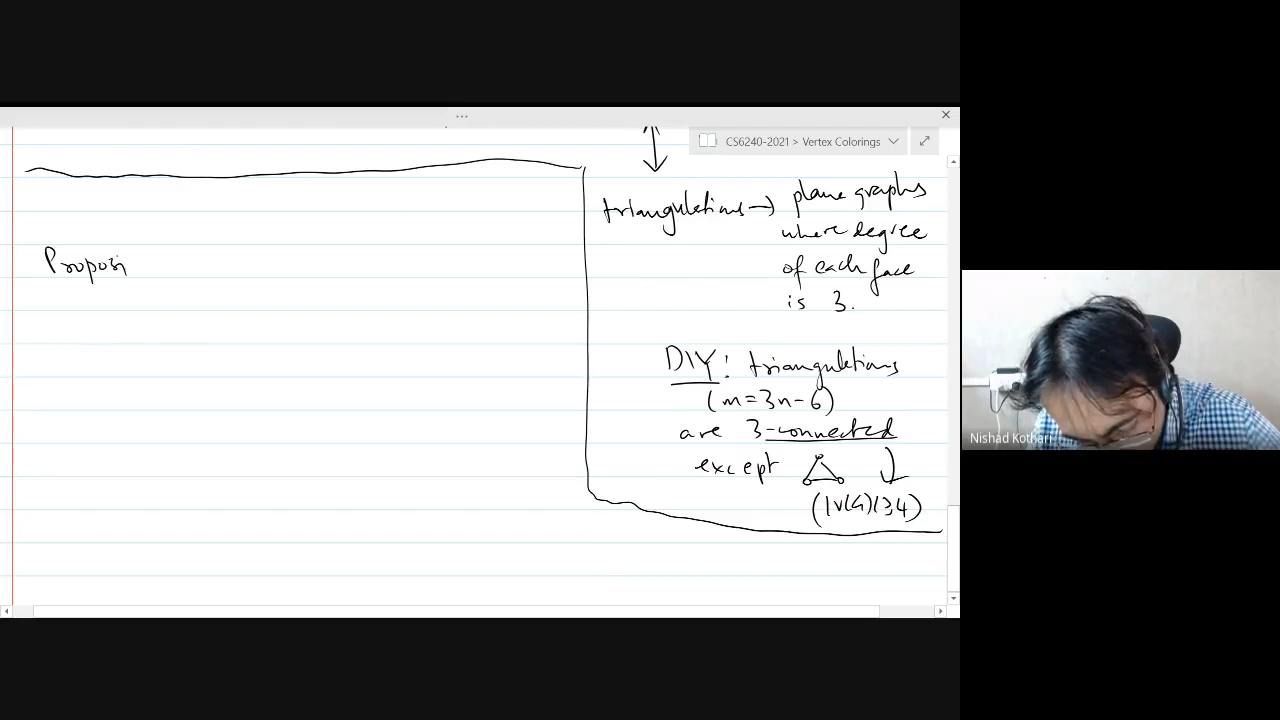 CS6240-2021 > Vertex Colorings
triangulations → plane graphs
where degree
of each face
is 3.
Proposi
DIY: triangulations
(m=3n-6)
are 3-connected
except
(|V(G)|≥4)
Nishad Kothari